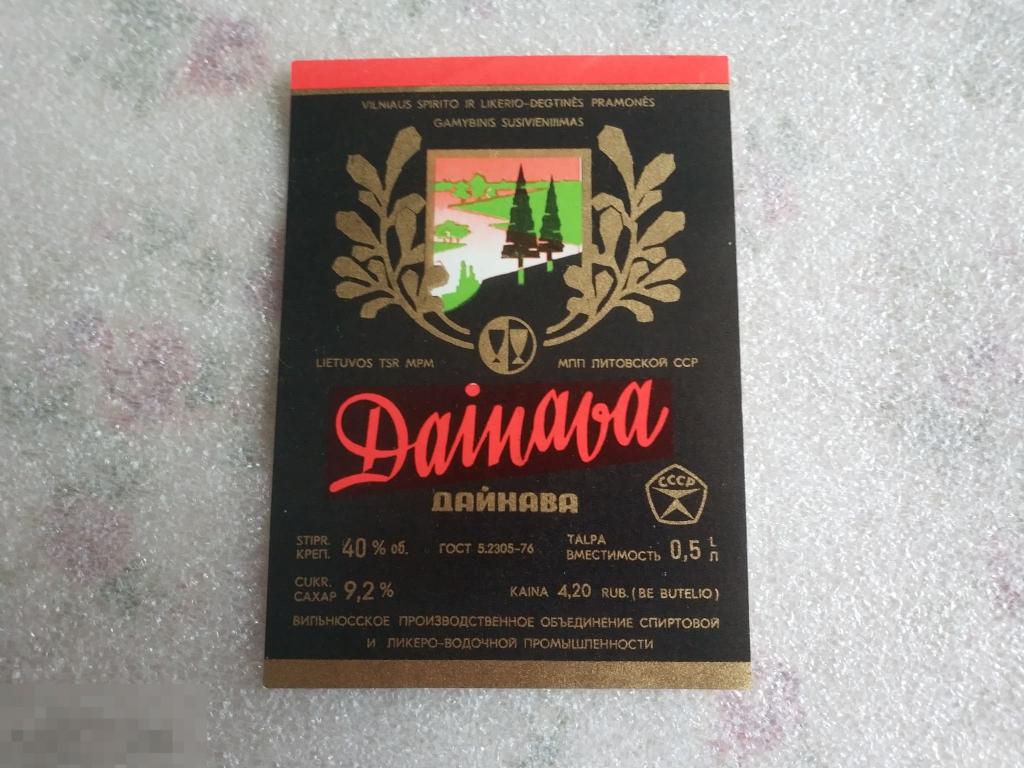 VILNIAUS SPIRITO IR LIKERIO-DEGTINĖS PRAMONĖS
GAMYBINIS SUSIVIENIJIMAS
LIETUVOS TSR MPM
МПП ЛИТОВСКОЙ ССР
Dainava
ДАЙНАВА
СССР
STIPR. КРЕП. 40 % об.
ГОСТ 5.2305-76
TALPA ВМЕСТИМОСТЬ 0,5 L Л
CUKR. САХАР 9,2 %
KAINA 4,20 RUB. (BE BUTELIO)
ВИЛЬНЮССКОЕ ПРОИЗВОДСТВЕННОЕ ОБЪЕДИНЕНИЕ СПИРТОВОЙ
И ЛИКЕРО-ВОДОЧНОЙ ПРОМЫШЛЕННОСТИ